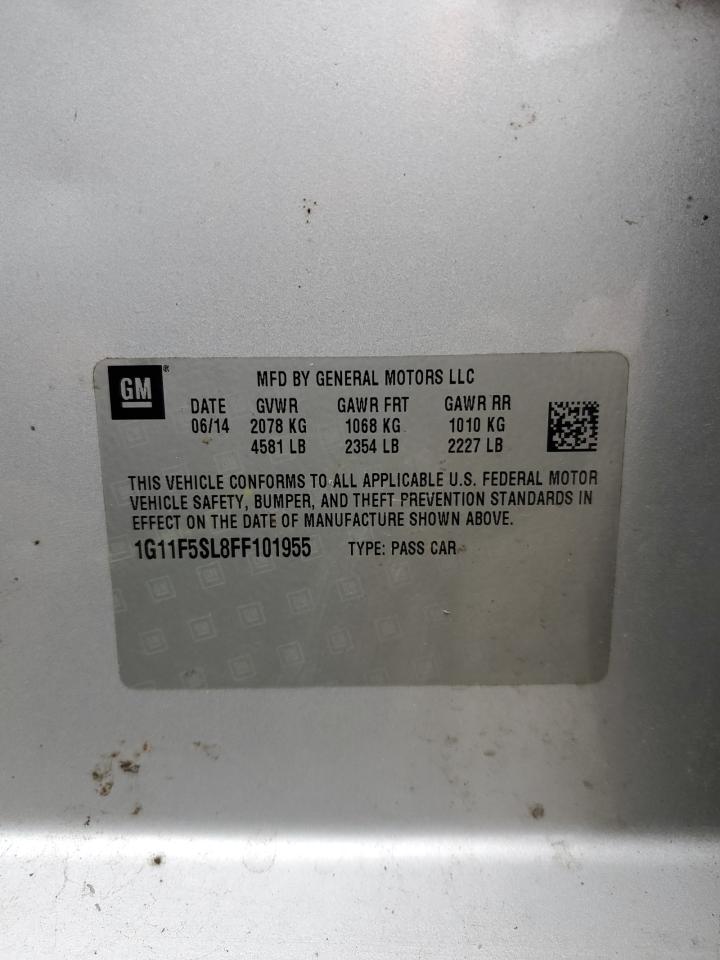 GM®
MFD BY GENERAL MOTORS LLC
DATE GVWR GAWR FRT GAWR RR
06/14 2078 KG 1068 KG 1010 KG
4581 LB 2354 LB 2227 LB
THIS VEHICLE CONFORMS TO ALL APPLICABLE U.S. FEDERAL MOTOR
VEHICLE SAFETY, BUMPER, AND THEFT PREVENTION STANDARDS IN
EFFECT ON THE DATE OF MANUFACTURE SHOWN ABOVE.
1G11F5SL8FF101955 TYPE: PASS CAR